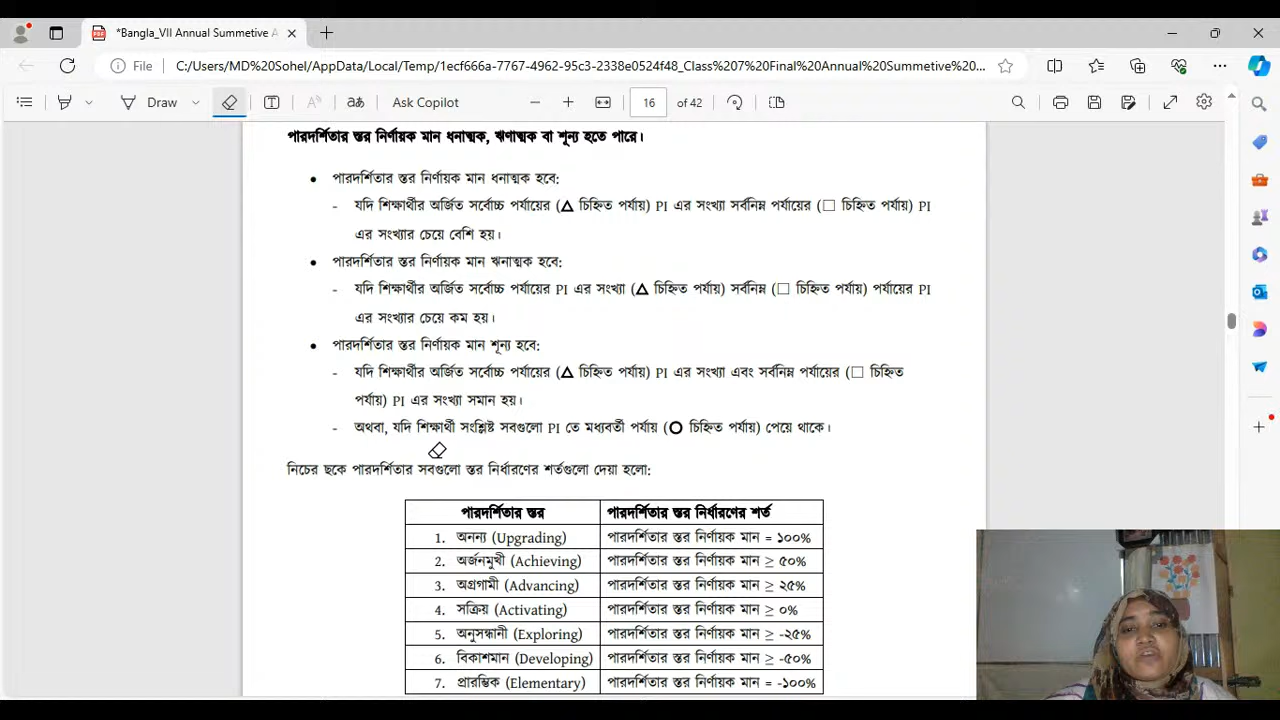 *Bangla_VII Annual Summetive A
File C:/Users/MD%20Sohel/AppData/Local/Temp/1ecf666a-7767-4962-95c3-2338e0524f48_Class%207%20Final%20Annual%20Summetive%20...
Draw Ask Copilot 16 of 42
পারদর্শিতার স্তর নির্ণায়ক মান ধনাত্মক, ঋণাত্মক বা শূন্য হতে পারে।
• পারদর্শিতার স্তর নির্ণায়ক মান ধনাত্মক হবে:
- যদি শিক্ষার্থীর অর্জিত সর্বোচ্চ পর্যায়ের (△ চিহ্নিত পর্যায়) PI এর সংখ্যা সর্বনিম্ন পর্যায়ের (□ চিহ্নিত পর্যায়) PI
এর সংখ্যার চেয়ে বেশি হয়।
• পারদর্শিতার স্তর নির্ণায়ক মান ঋনাত্মক হবে:
- যদি শিক্ষার্থীর অর্জিত সর্বোচ্চ পর্যায়ের PI এর সংখ্যা (△ চিহ্নিত পর্যায়) সর্বনিম্ন (□ চিহ্নিত পর্যায়) পর্যায়ের PI
এর সংখ্যার চেয়ে কম হয়।
• পারদর্শিতার স্তর নির্ণায়ক মান শূন্য হবে:
- যদি শিক্ষার্থীর অর্জিত সর্বোচ্চ পর্যায়ের (△ চিহ্নিত পর্যায়) PI এর সংখ্যা এবং সর্বনিম্ন পর্যায়ের (□ চিহ্নিত
পর্যায়) PI এর সংখ্যা সমান হয়।
- অথবা, যদি শিক্ষার্থী সংশ্লিষ্ট সবগুলো PI তে মধ্যবর্তী পর্যায় (○ চিহ্নিত পর্যায়) পেয়ে থাকে।
নিচের ছকে পারদর্শিতার সবগুলো স্তর নির্ধারণের শর্তগুলো দেয়া হলো:
পারদর্শিতার স্তর পারদর্শিতার স্তর নির্ধারণের শর্ত
1. অনন্য (Upgrading) পারদর্শিতার স্তর নির্ণায়ক মান = ১০০%
2. অর্জনমুখী (Achieving) পারদর্শিতার স্তর নির্ণায়ক মান ≥ ৫০%
3. অগ্রগামী (Advancing) পারদর্শিতার স্তর নির্ণায়ক মান ≥ ২৫%
4. সক্রিয় (Activating) পারদর্শিতার স্তর নির্ণায়ক মান ≥ ০%
5. অনুসন্ধানী (Exploring) পারদর্শিতার স্তর নির্ণায়ক মান ≥ -২৫%
6. বিকাশমান (Developing) পারদর্শিতার স্তর নির্ণায়ক মান ≥ -৫০%
7. প্রারম্ভিক (Elementary) পারদর্শিতার স্তর নির্ণায়ক মান = -১০০%